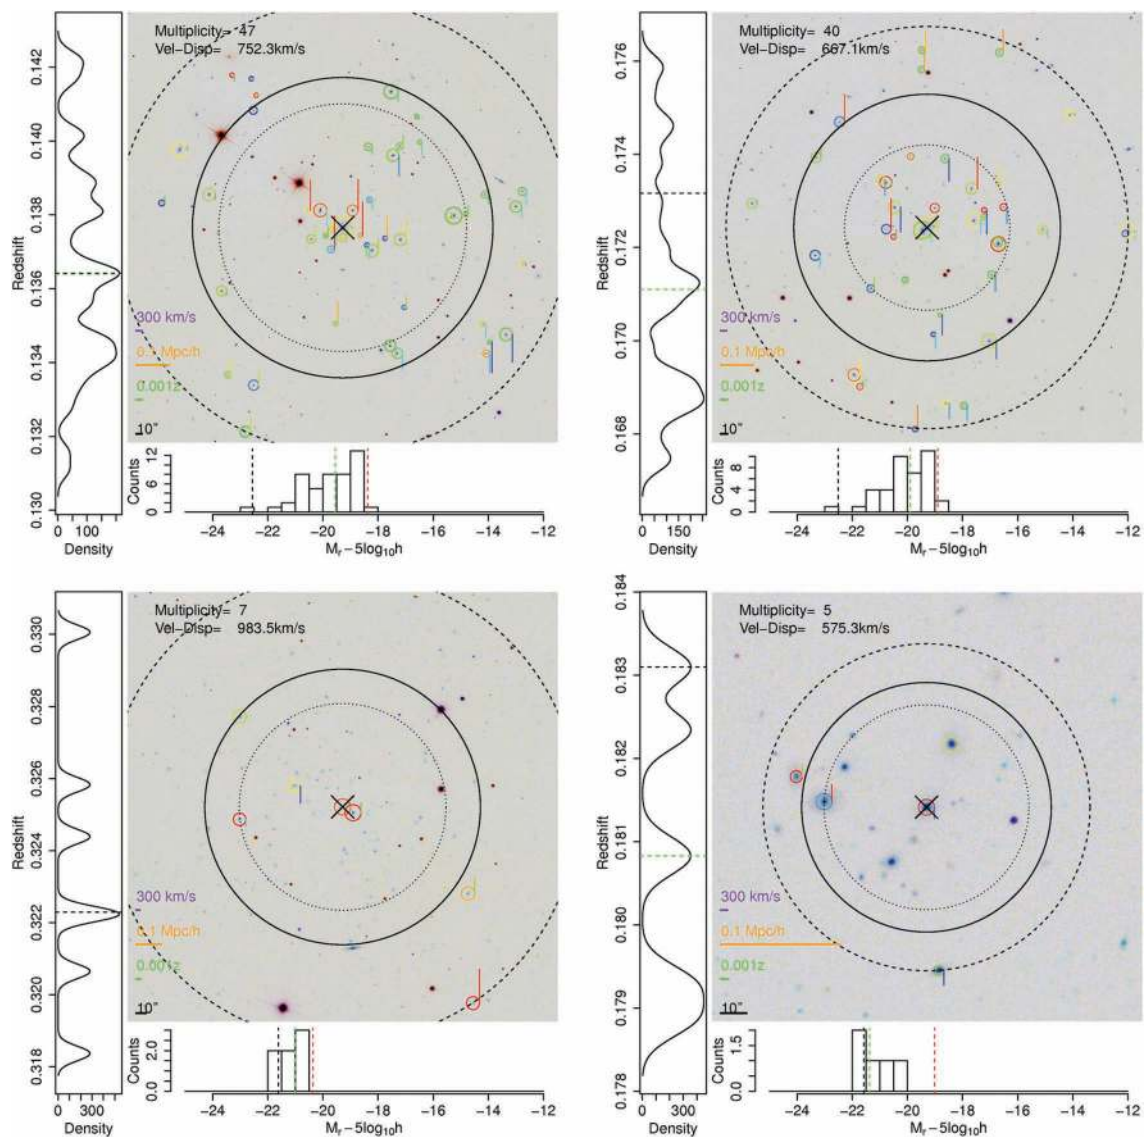 Multiplicity= 47
Vel-Disp= 752.3km/s
Redshift
0.142
0.140
0.138
0.136
0.134
0.132
0.130
300 km/s
0.1 Mpc/h
0.001z
10"
0 100
Density
Counts
12
8
4
0
-24 -22 -20 -18 -16 -14 -12
Mr-5log10h
Multiplicity= 40
Vel-Disp= 667.1km/s
Redshift
0.176
0.174
0.172
0.170
0.168
300 km/s
0.1 Mpc/h
0.001z
10"
0 150
Density
Counts
8
4
0
-24 -22 -20 -18 -16 -14 -12
Mr-5log10h
Multiplicity= 7
Vel-Disp= 983.5km/s
Redshift
0.330
0.328
0.326
0.324
0.322
0.320
0.318
300 km/s
0.1 Mpc/h
0.001z
10"
0 300
Density
Counts
2.0
0.0
-24 -22 -20 -18 -16 -14 -12
Mr-5log10h
Multiplicity= 5
Vel-Disp= 575.3km/s
Redshift
0.184
0.183
0.182
0.181
0.180
0.179
0.178
300 km/s
0.1 Mpc/h
0.001z
10"
0 300
Density
Counts
1.5
0.0
-24 -22 -20 -18 -16 -14 -12
Mr-5log10h